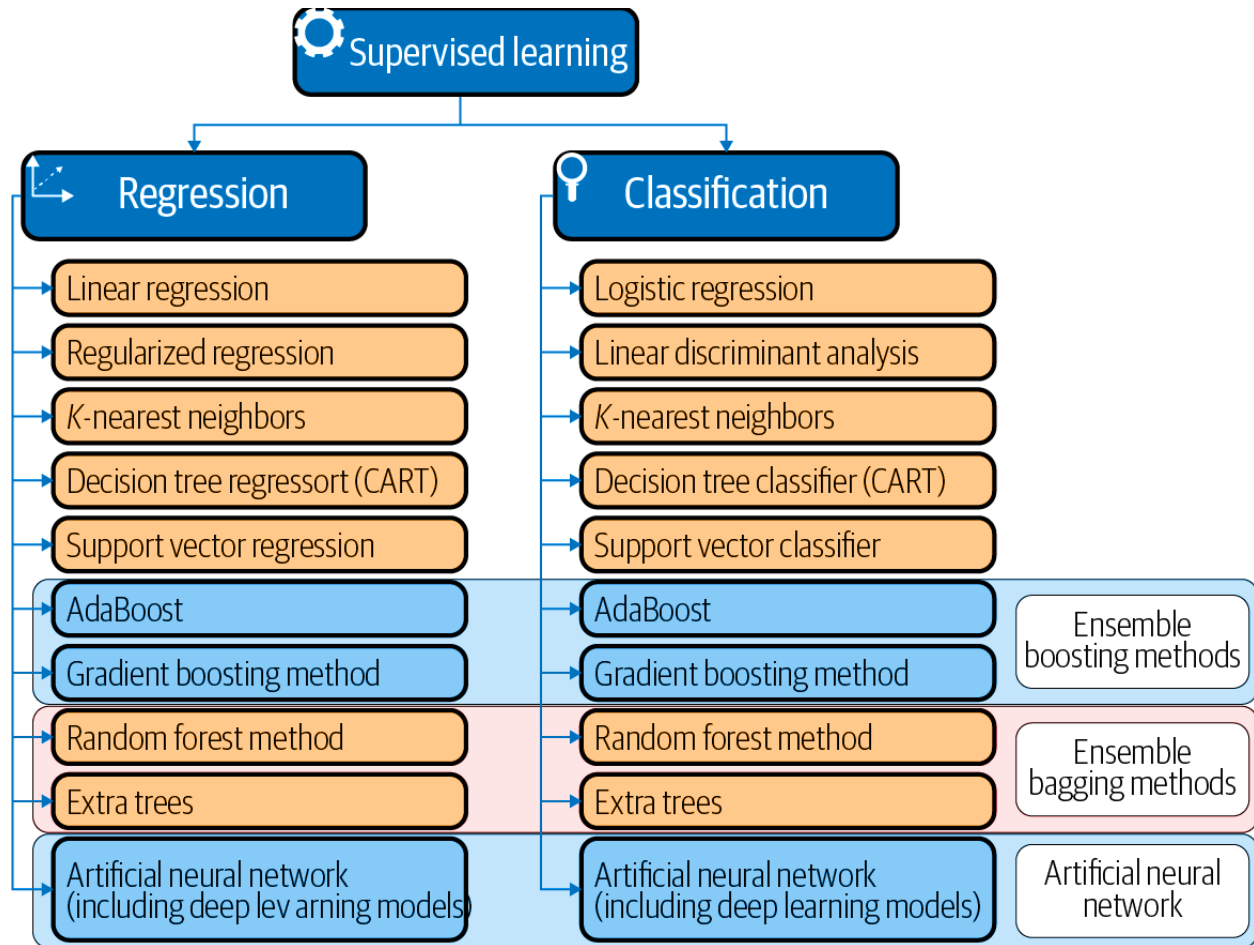 Supervised learning
Regression
Linear regression
Regularized regression
K-nearest neighbors
Decision tree regressort (CART)
Support vector regression
AdaBoost
Gradient boosting method
Random forest method
Extra trees
Artificial neural network
(including deep lev arning models)
Classification
Logistic regression
Linear discriminant analysis
K-nearest neighbors
Decision tree classifier (CART)
Support vector classifier
AdaBoost
Gradient boosting method
Random forest method
Extra trees
Artificial neural network
(including deep learning models)
Ensemble
boosting methods
Ensemble
bagging methods
Artificial neural
network